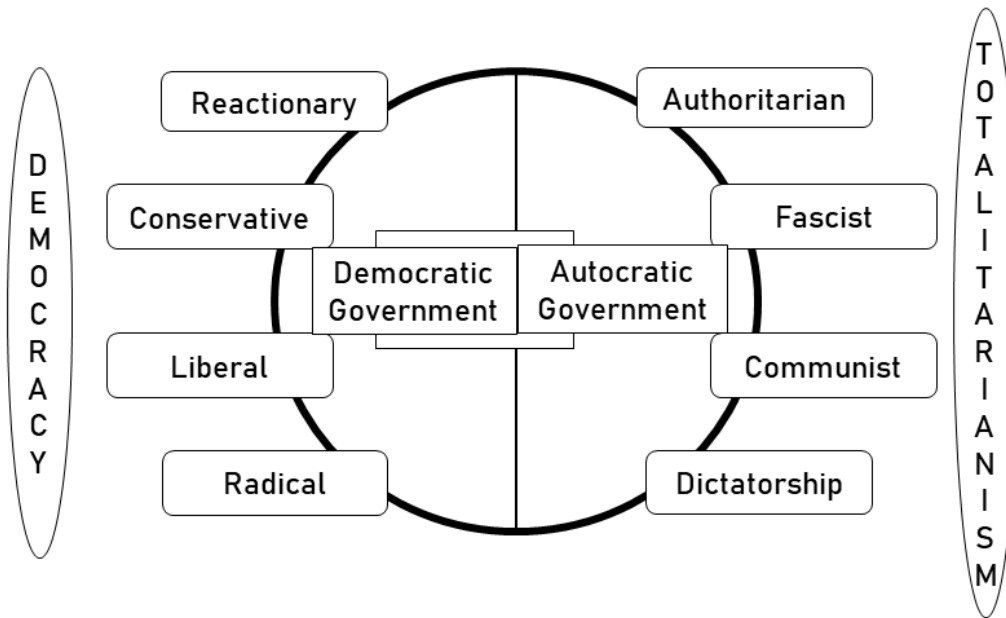 DEMOCRACY
Reactionary
Conservative
Liberal
Radical
Democratic
Government
Autocratic
Government
Authoritarian
Fascist
Communist
Dictatorship
TOTALITARIANISM